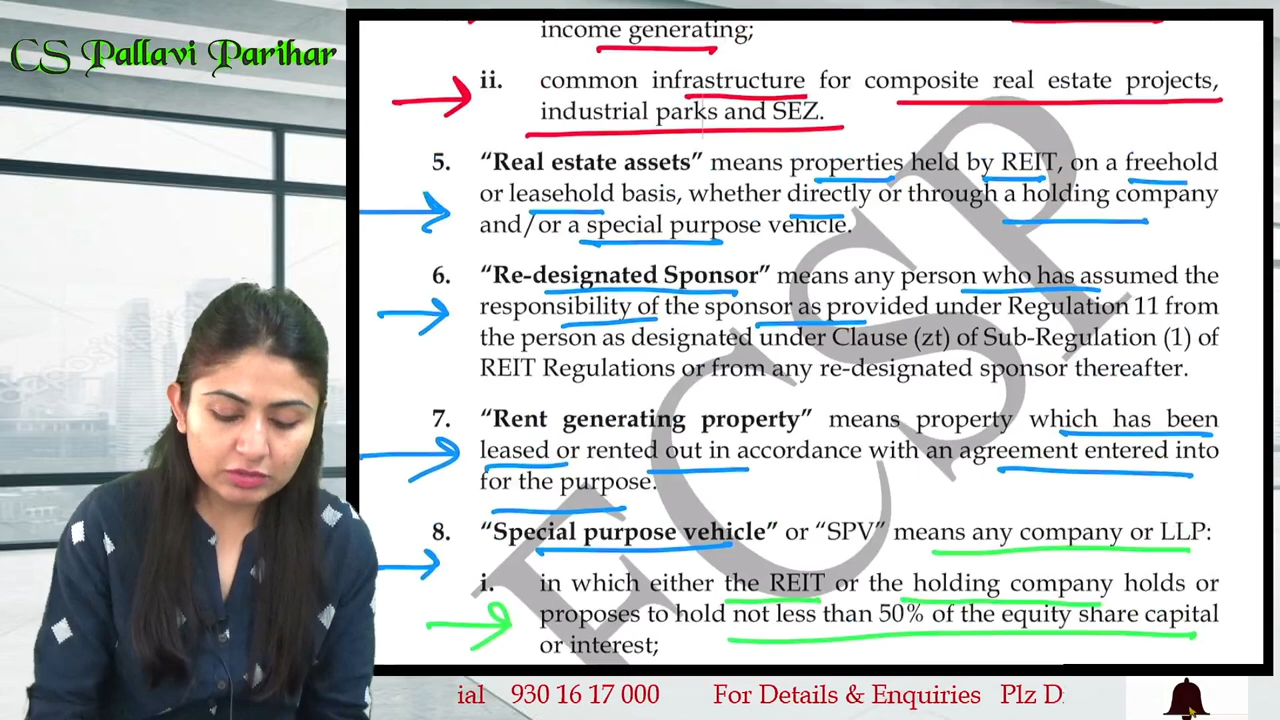 CS Pallavi Parihar
income generating;
ii. common infrastructure for composite real estate projects,
industrial parks and SEZ.
5. “Real estate assets” means properties held by REIT, on a freehold
or leasehold basis, whether directly or through a holding company
and/or a special purpose vehicle.
6. “Re-designated Sponsor” means any person who has assumed the
responsibility of the sponsor as provided under Regulation 11 from
the person as designated under Clause (zt) of Sub-Regulation (1) of
REIT Regulations or from any re-designated sponsor thereafter.
7. “Rent generating property” means property which has been
leased or rented out in accordance with an agreement entered into
for the purpose.
8. “Special purpose vehicle” or “SPV” means any company or LLP:
i. in which either the REIT or the holding company holds or
proposes to hold not less than 50% of the equity share capital
or interest;
FCSP
ial 930 16 17 000 For Details & Enquiries Plz D